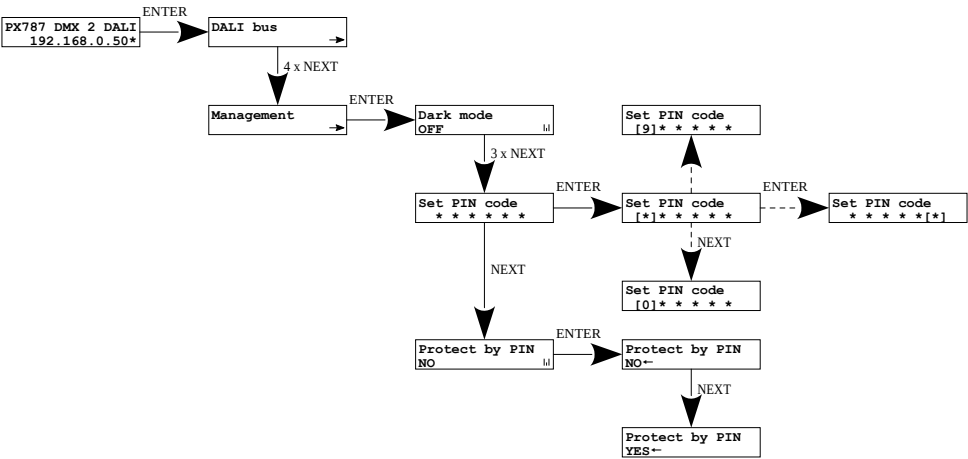 ENTER
PX787 DMX 2 DALI
192.168.0.50*
DALI bus
4 x NEXT
Management
ENTER
Dark mode
OFF
3 x NEXT
Set PIN code
* * * * * *
ENTER
Set PIN code
[9]* * * * *
Set PIN code
[*]* * * * *
ENTER
Set PIN code
* * * * *[*]
NEXT
Set PIN code
[0]* * * * *
NEXT
Protect by PIN
NO
ENTER
Protect by PIN
NO←
NEXT
Protect by PIN
YES←